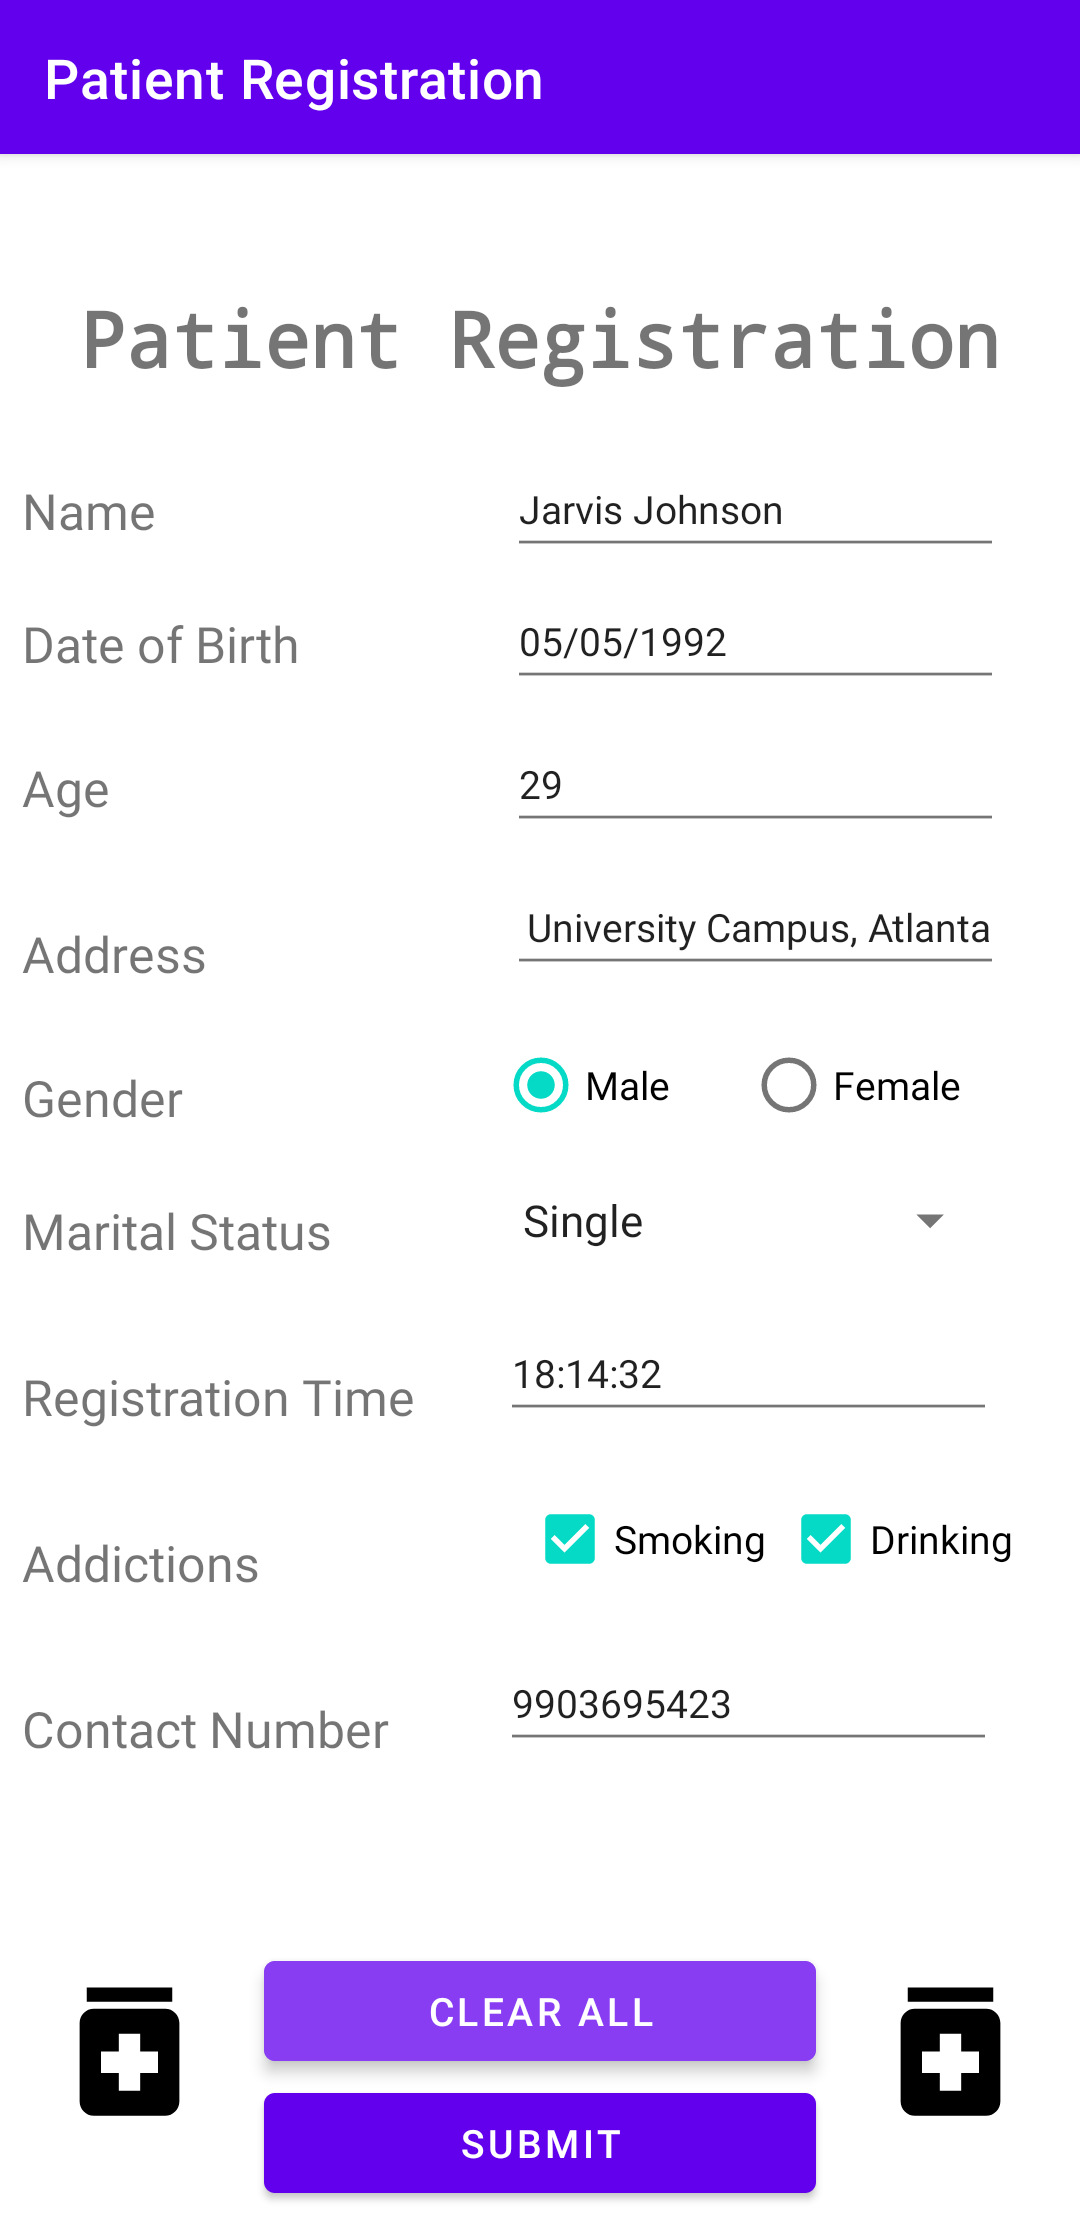 Patient Registration
Patient Registration
Name
Jarvis Johnson
Date of Birth
05/05/1992
Age
29
Address
University Campus, Atlanta
Gender
Male
Female
Marital Status
Single
Registration Time
18:14:32
Addictions
Smoking
Drinking
Contact Number
9903695423
CLEAR ALL
SUBMIT